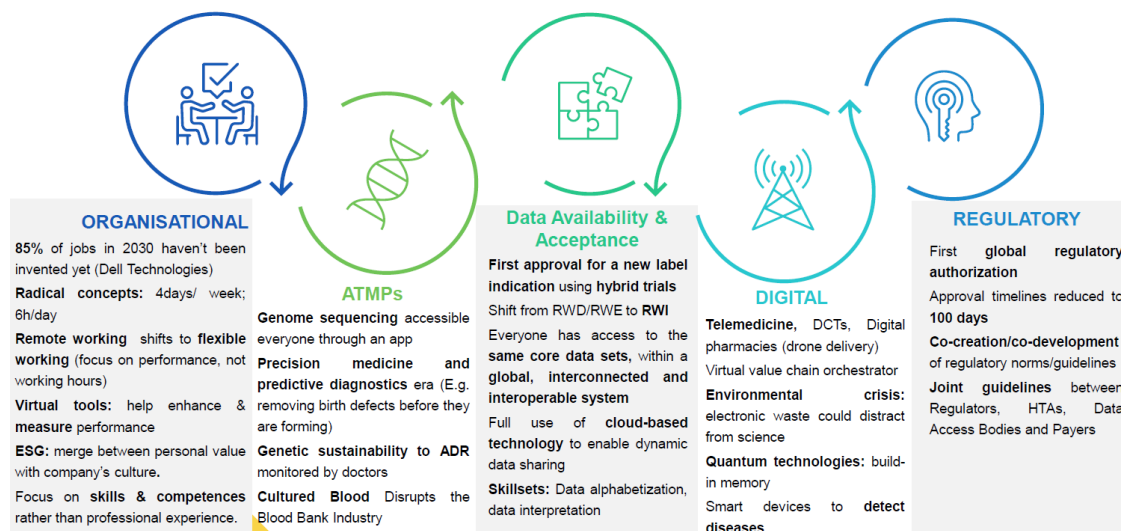 ORGANISATIONAL
85% of jobs in 2030 haven't been
invented yet (Dell Technologies)
Radical concepts: 4days/ week;
6h/day
Remote working shifts to flexible
working (focus on performance, not
working hours)
Virtual tools: help enhance &
measure performance
ESG: merge between personal value
with company's culture.
Focus on skills & competences
rather than professional experience.
ATMPs
Genome sequencing accessible
everyone through an app
Precision medicine and
predictive diagnostics era (E.g.
removing birth defects before they
are forming)
Genetic sustainability to ADR
monitored by doctors
Cultured Blood Disrupts the
Blood Bank Industry
Data Availability &
Acceptance
First approval for a new label
indication using hybrid trials
Shift from RWD/RWE to RWI
Everyone has access to the
same core data sets, within a
global, interconnected and
interoperable system
Full use of cloud-based
technology to enable dynamic
data sharing
Skillsets: Data alphabetization,
data interpretation
DIGITAL
Telemedicine, DCTs, Digital
pharmacies (drone delivery)
Virtual value chain orchestrator
Environmental crisis:
electronic waste could distract
from science
Quantum technologies: build-
in memory
Smart devices to detect
diseases
REGULATORY
First global regulatory
authorization
Approval timelines reduced to
100 days
Co-creation/co-development
of regulatory norms/guidelines
Joint guidelines between
Regulators, HTAs, Data
Access Bodies and Payers